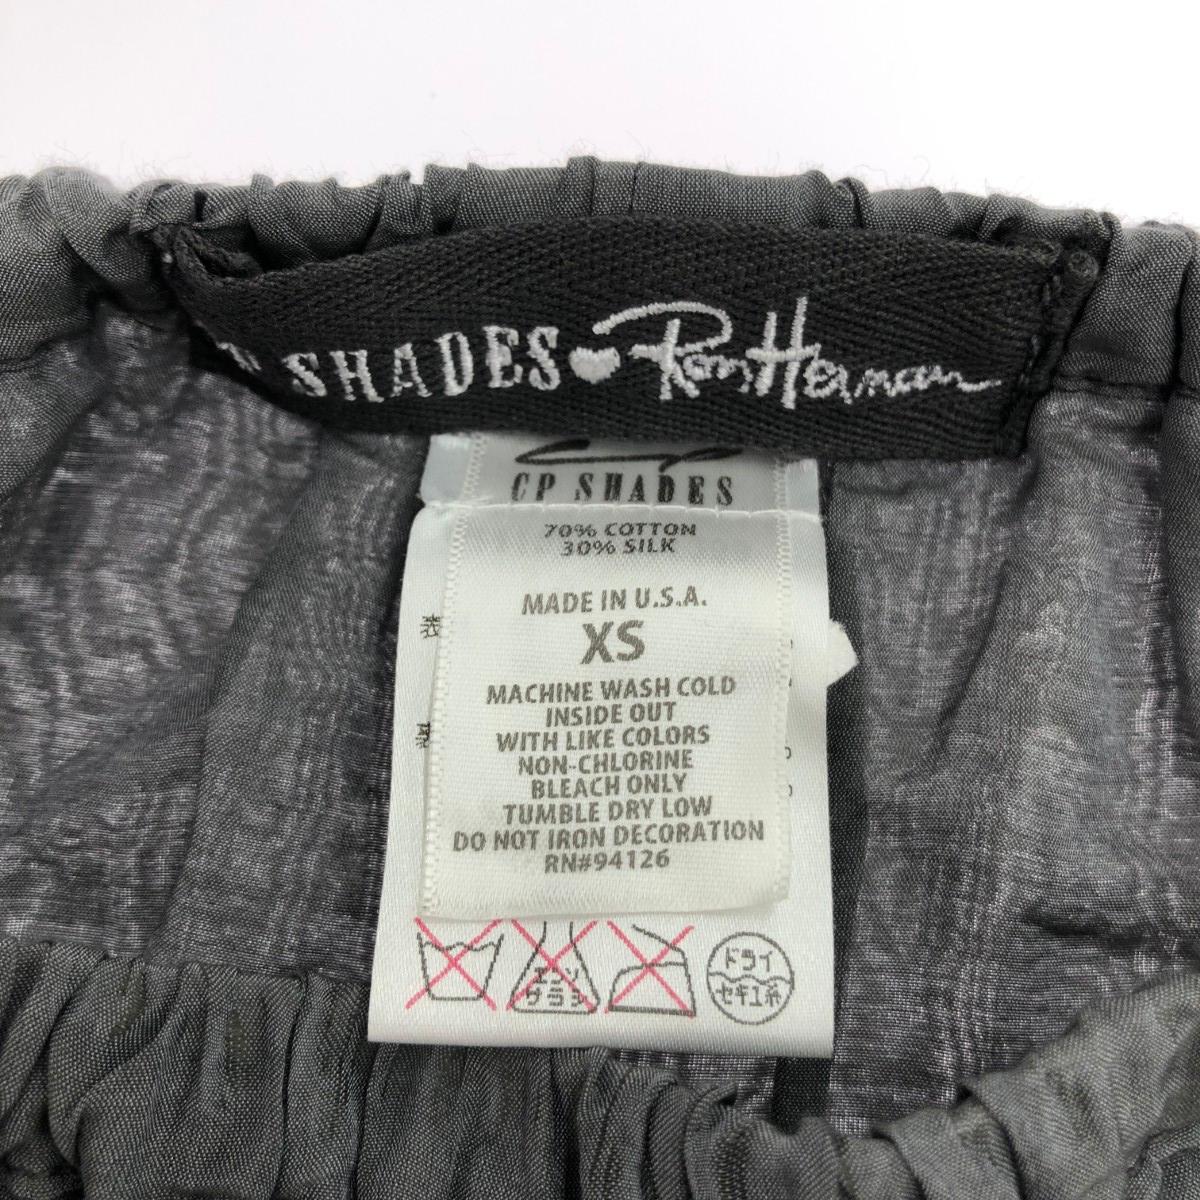 CP SHADES Ron Herman
CP SHADES
70% COTTON
30% SILK
MADE IN U.S.A.
XS
MACHINE WASH COLD
INSIDE OUT
WITH LIKE COLORS
NON-CHLORINE
BLEACH ONLY
TUMBLE DRY LOW
DO NOT IRON DECORATION
RN#94126
表
エンソ
サラシ
ドライ
セキユ系